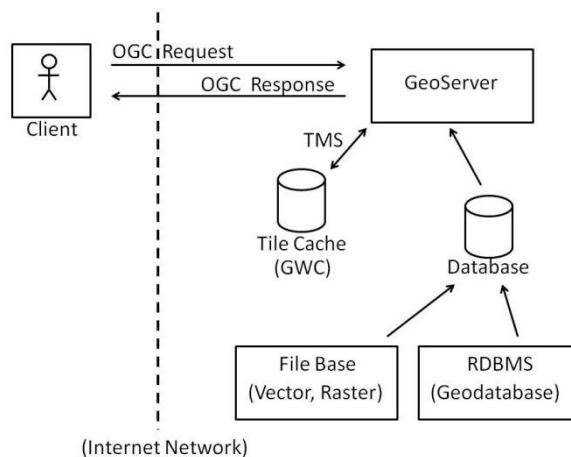 OGC Request
OGC Response
Client
GeoServer
TMS
Tile Cache
(GWC)
Database
File Base
(Vector, Raster)
RDBMS
(Geodatabase)
(Internet Network)